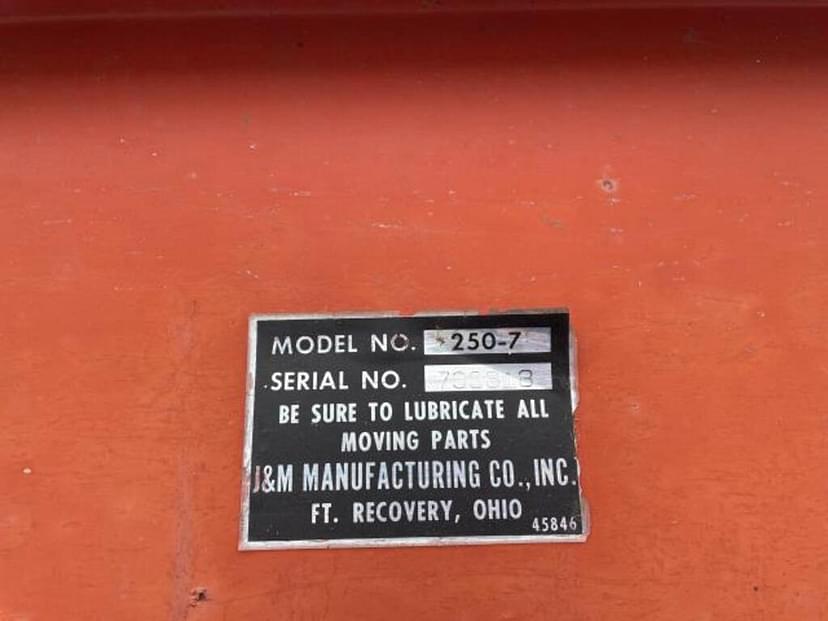 MODEL NO. 250-7
SERIAL NO.
BE SURE TO LUBRICATE ALL
MOVING PARTS
J&M MANUFACTURING CO., INC.
FT. RECOVERY, OHIO
45846